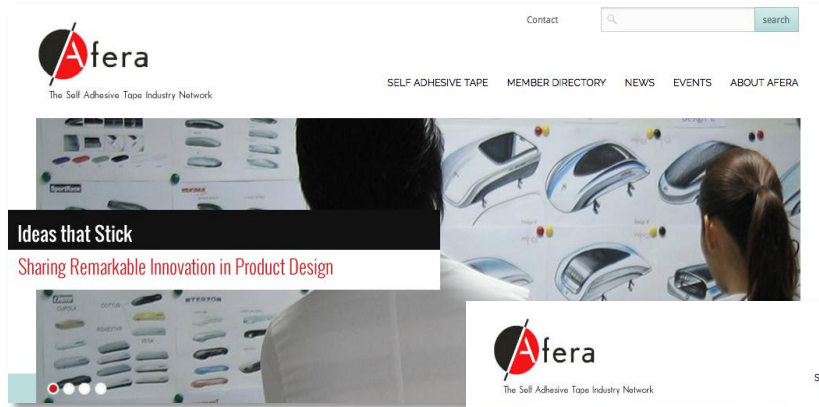 Contact
search
Afera
The Self Adhesive Tape Industry Network
SELF ADHESIVE TAPE MEMBER DIRECTORY NEWS EVENTS ABOUT AFERA
SportRack
Ideas that Stick
Sharing Remarkable Innovation in Product Design
Afera
The Self Adhesive Tape Industry Network
S